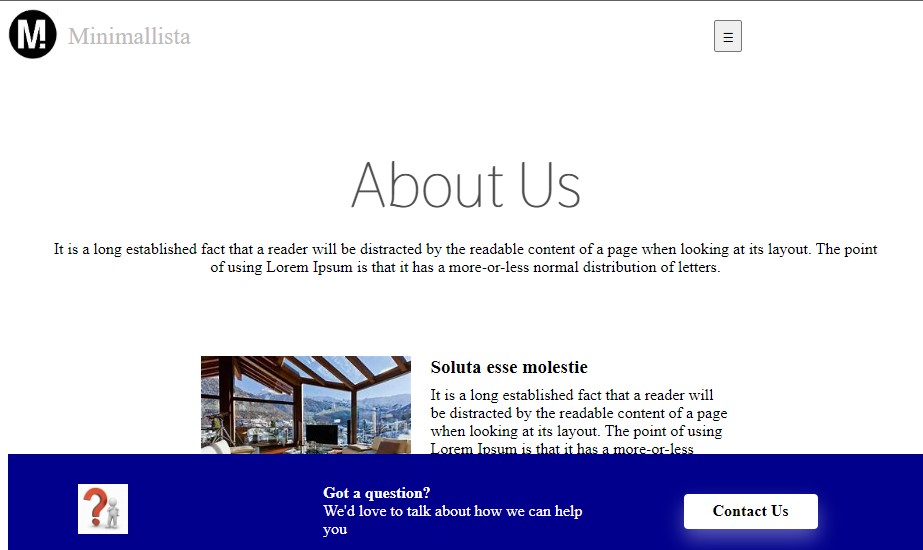 M! Minimallista
☰
About Us
It is a long established fact that a reader will be distracted by the readable content of a page when looking at its layout. The point
of using Lorem Ipsum is that it has a more-or-less normal distribution of letters.
Soluta esse molestie
It is a long established fact that a reader will
be distracted by the readable content of a page
when looking at its layout. The point of using
Lorem Ipsum is that it has a more-or-less
Got a question?
We'd love to talk about how we can help
you
Contact Us